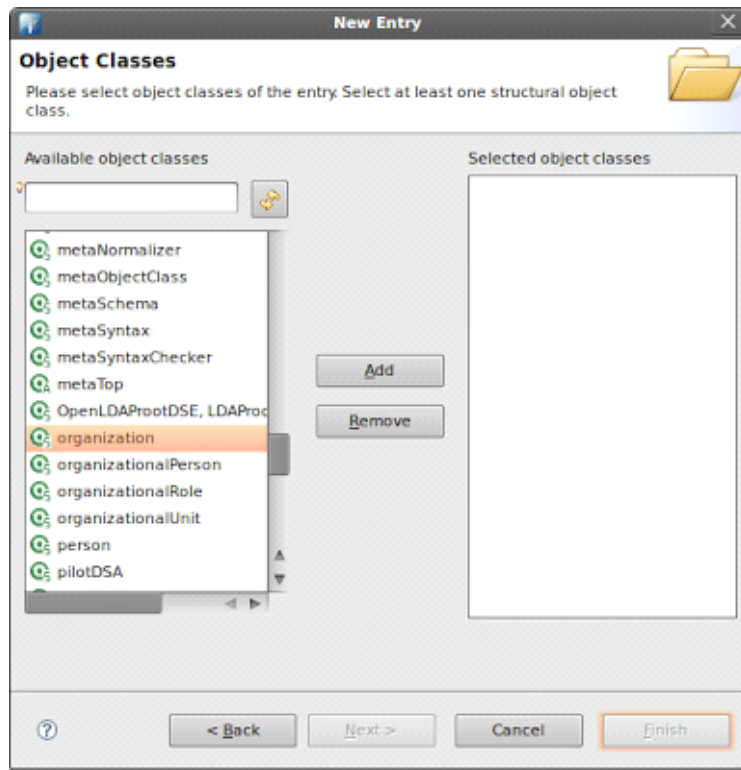 New Entry
Object Classes
Please select object classes of the entry. Select at least one structural object
class.
Available object classes
Selected object classes
metaNormalizer
metaObjectClass
metaSchema
metaSyntax
metaSyntaxChecker
metaTop
OpenLDAProotDSE, LDAProo
organization
organizationalPerson
organizationalRole
organizationalUnit
person
pilotDSA
Add
Remove
< Back
Next >
Cancel
Finish